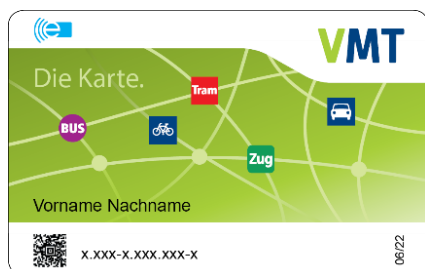 VMT
Die Karte.
Tram
BUS
Zug
Vorname Nachname
x.xxx-x.xxx.xxx-x
06/22